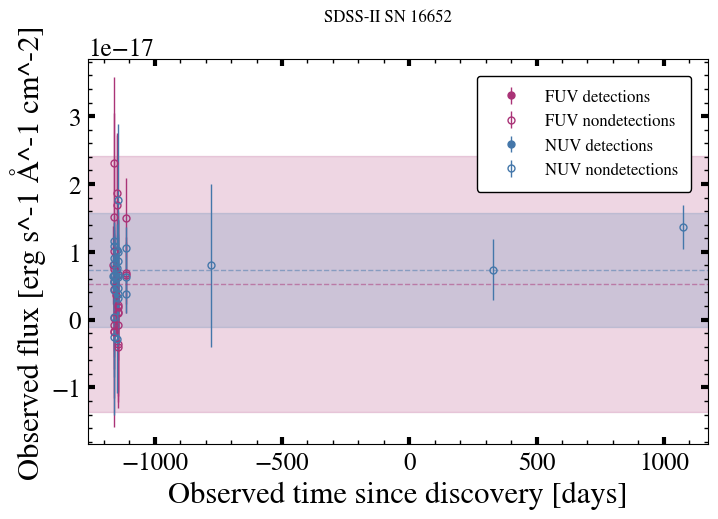 SDSS-II SN 16652
1e−17
Observed flux [erg s^-1 Å^-1 cm^-2]
3
2
1
0
−1
FUV detections
FUV nondetections
NUV detections
NUV nondetections
−1000
−500
0
500
1000
Observed time since discovery [days]